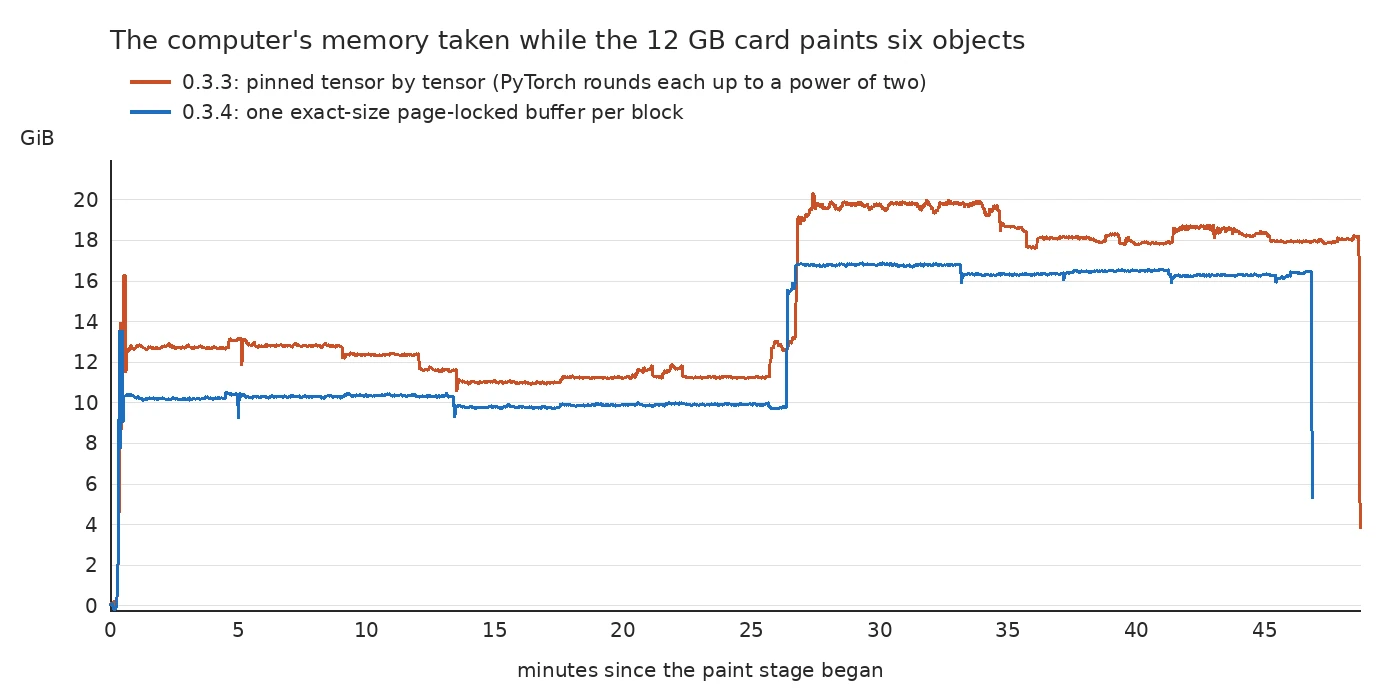 The computer's memory taken while the 12 GB card paints six objects
0.3.3: pinned tensor by tensor (PyTorch rounds each up to a power of two)
0.3.4: one exact-size page-locked buffer per block
GiB
20
18
16
14
12
10
8
6
4
2
0
0 5 10 15 20 25 30 35 40 45
minutes since the paint stage began